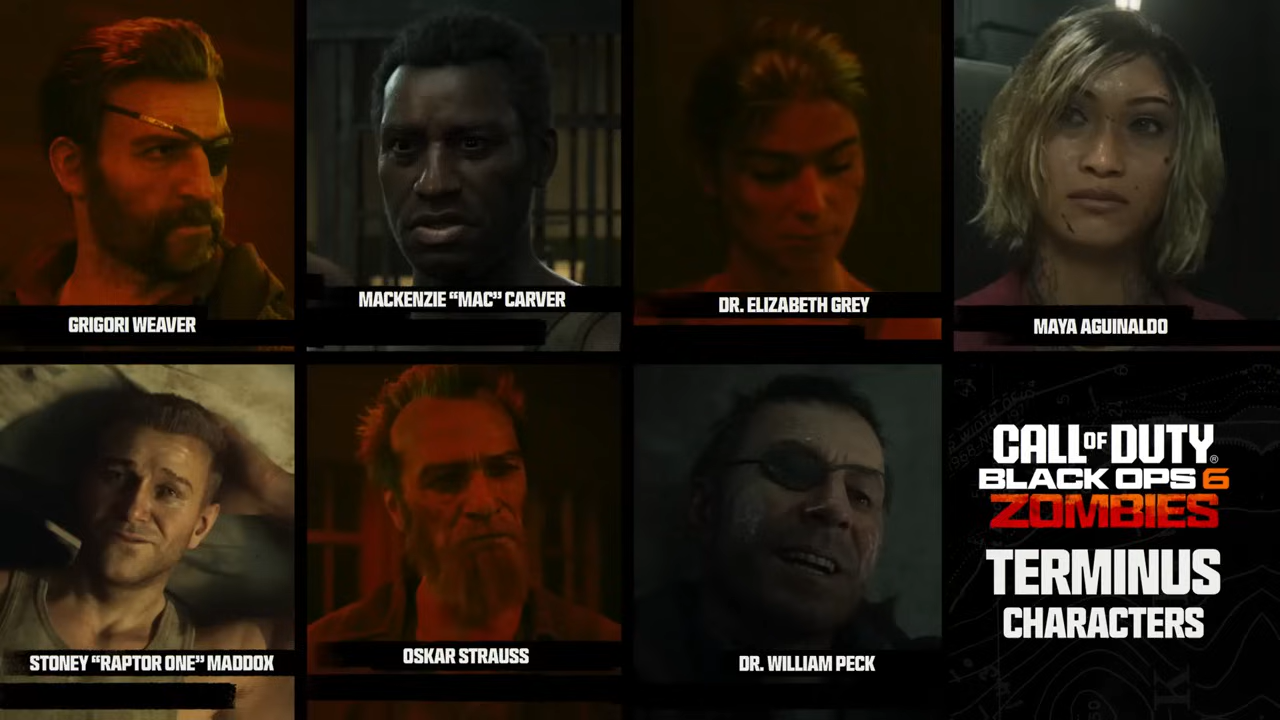 GRIGORI WEAVER
MACKENZIE “MAC” CARVER
DR. ELIZABETH GREY
MAYA AGUINALDO
STONEY “RAPTOR ONE” MADDOX
OSKAR STRAUSS
DR. WILLIAM PECK
CALL OF DUTY®
BLACK OPS 6
ZOMBIES
TERMINUS
CHARACTERS